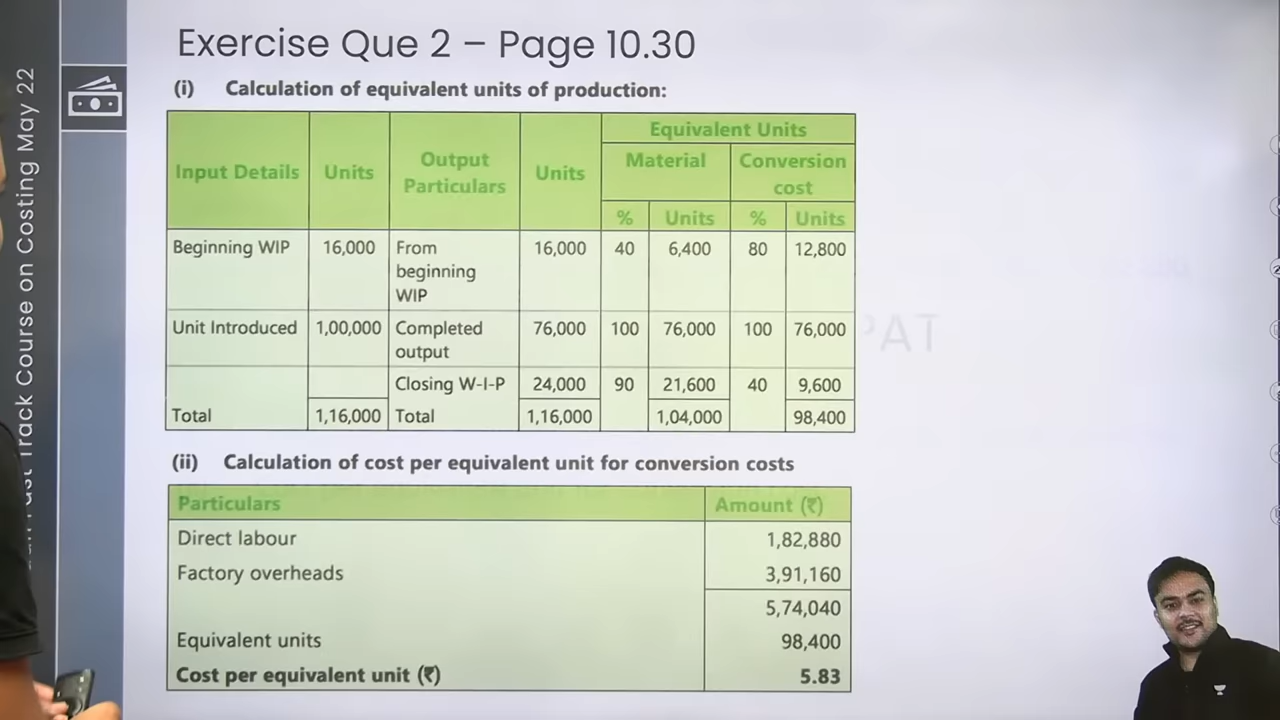 Exercise Que 2 – Page 10.30
(i) Calculation of equivalent units of production:
Input Details Units Output Particulars Units Equivalent Units
Material Conversion cost
% Units % Units
Beginning WIP 16,000 From beginning WIP 16,000 40 6,400 80 12,800
Unit Introduced 1,00,000 Completed output 76,000 100 76,000 100 76,000
Closing W-I-P 24,000 90 21,600 40 9,600
Total 1,16,000 Total 1,16,000 1,04,000 98,400
(ii) Calculation of cost per equivalent unit for conversion costs
Particulars Amount (₹)
Direct labour 1,82,880
Factory overheads 3,91,160
5,74,040
Equivalent units 98,400
Cost per equivalent unit (₹) 5.83
Track Course on Costing May 22
PAT